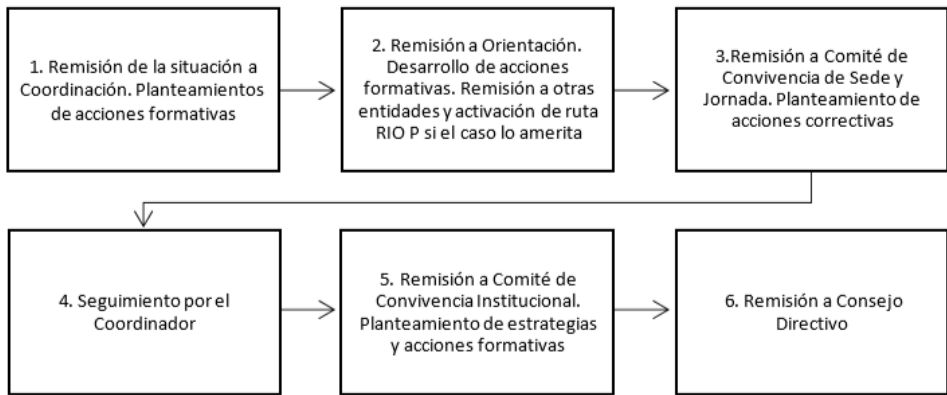 1. Remisión de la situación a
Coordinación. Planteamientos
de acciones formativas
2. Remisión a Orientación.
Desarrollo de acciones
formativas. Remisión a otras
entidades y activación de ruta
RIO P si el caso lo amerita
3.Remisión a Comité de
Convivencia de Sede y
Jornada. Planteamiento de
acciones correctivas
4. Seguimiento por el
Coordinador
5. Remisión a Comité de
Convivencia Institucional.
Planteamiento de estrategias
y acciones formativas
6. Remisión a Consejo
Directivo